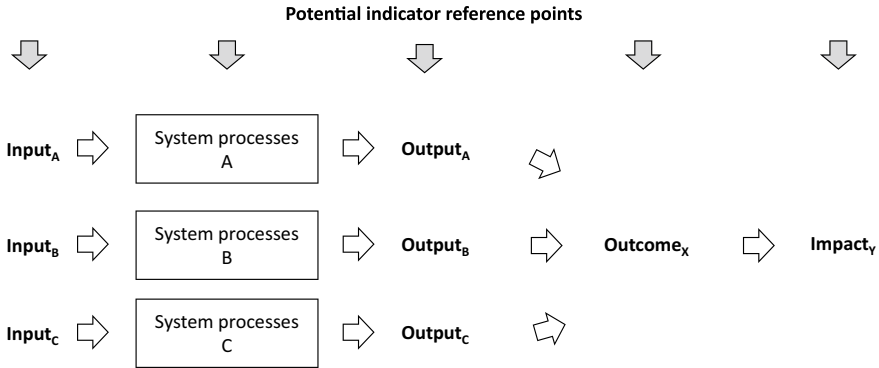 Potential indicator reference points
Input_A
System processes
A
Output_A
Input_B
System processes
B
Output_B
Outcome_X
Impact_Y
Input_C
System processes
C
Output_C